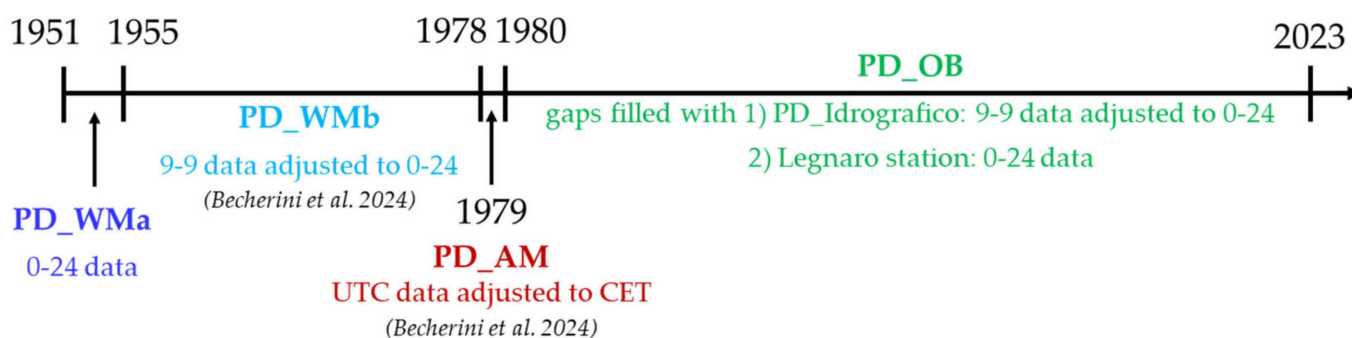 1951 1955 1978 1980 2023
PD_OB
PD_WMb
gaps filled with 1) PD_Idrografico: 9-9 data adjusted to 0-24
9-9 data adjusted to 0-24
2) Legnaro station: 0-24 data
(Becherini et al. 2024)
PD_WMa
1979
0-24 data
PD_AM
UTC data adjusted to CET
(Becherini et al. 2024)